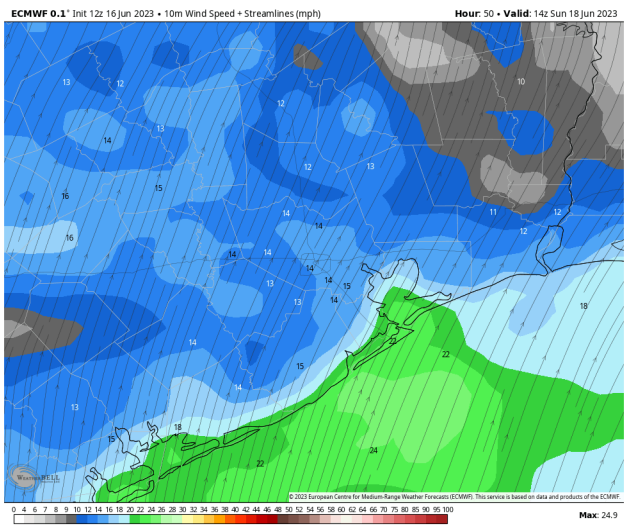 ECMWF 0.1° Init 12z 16 Jun 2023 • 10m Wind Speed + Streamlines (mph) Hour: 50 • Valid: 14z Sun 18 Jun 2023
13 12 10
12
13
14
12 13
15
16
14 11 12
14 12
16
14 14
14
13 14 15
13 14 18
22
14 22
15
14
13
18
15
24
22
WeatherBELL
© 2023 European Centre for Medium-Range Weather Forecasts (ECMWF). This service is based on data and products of the ECMWF.
0 4 6 7 8 9 10 12 14 16 18 20 22 24 26 28 30 32 34 36 38 40 42 44 46 48 50 52 54 56 58 60 62 64 66 68 70 75 80 85 90 95 100
Max: 24.9